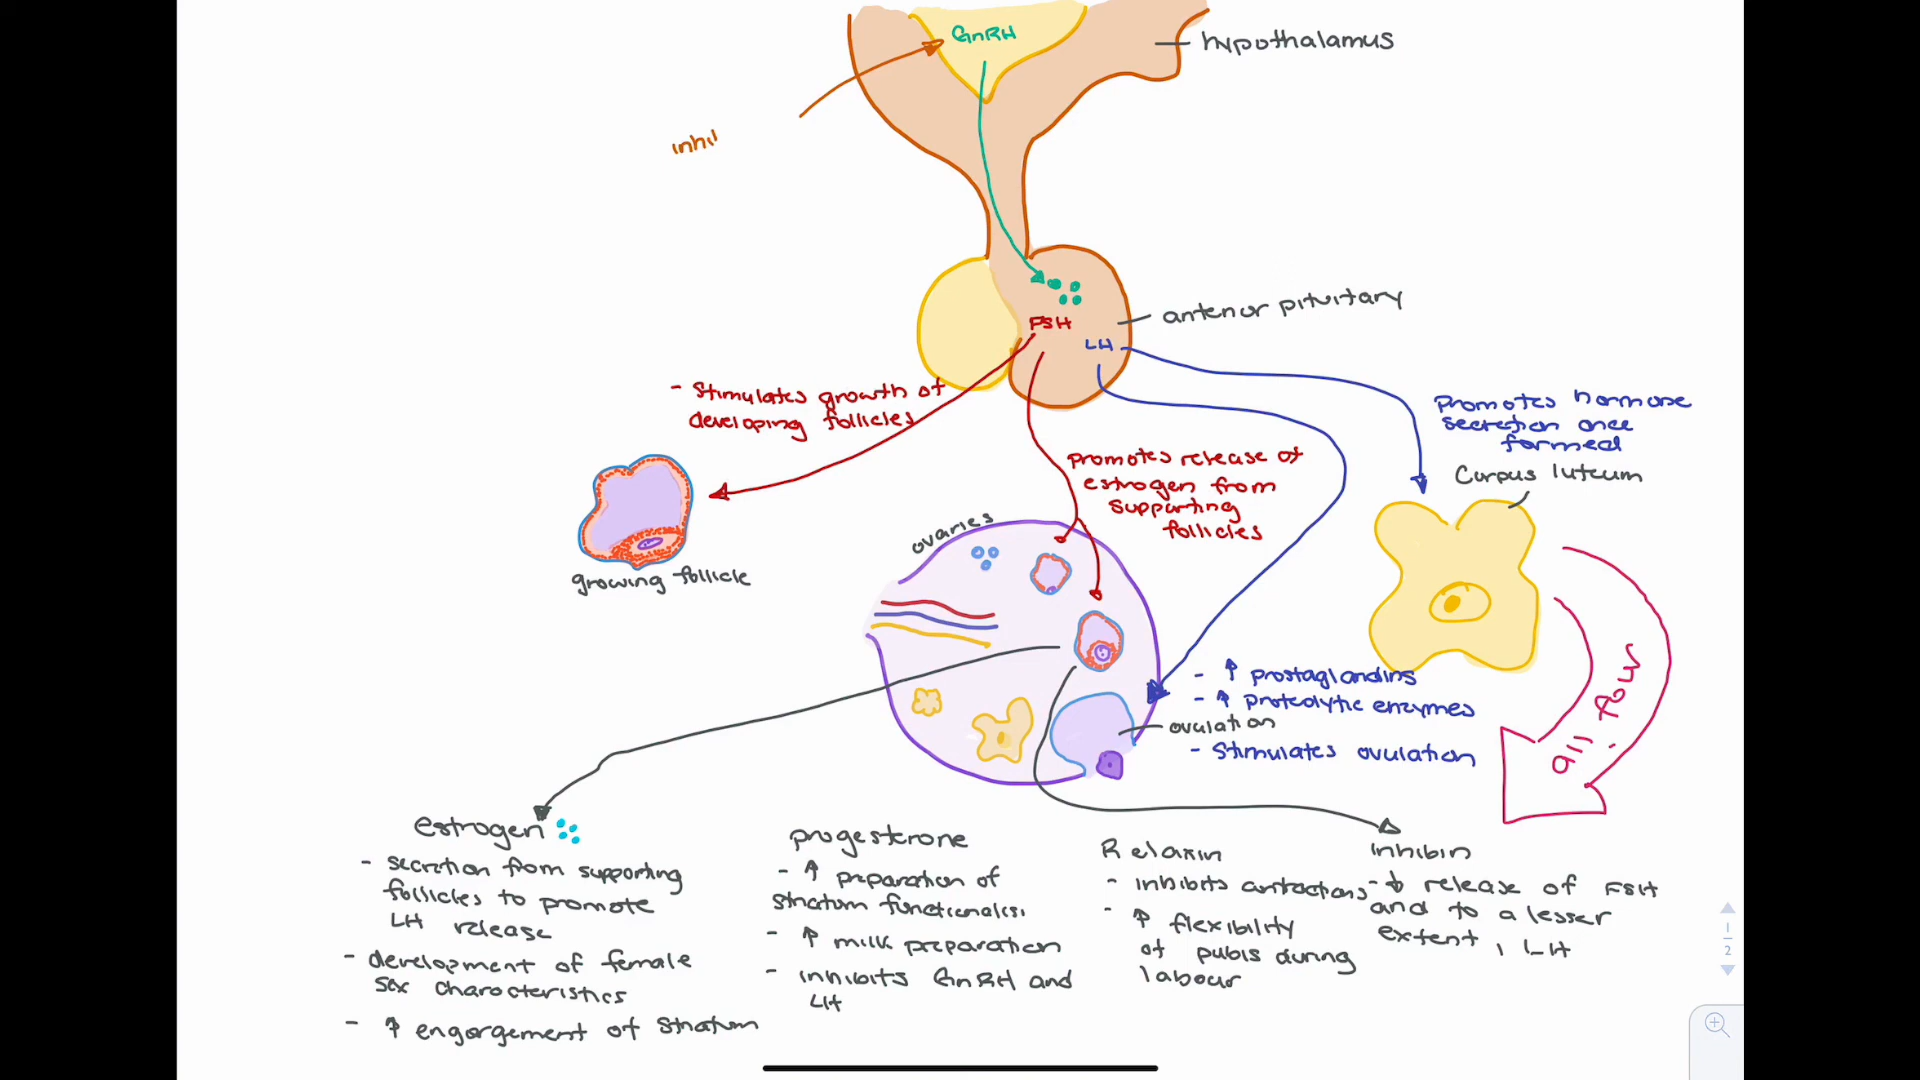 GnRH
hypothalamus
inhi
anterior pituitary
FSH
LH
- Stimulates growth of
developing follicles
promotes hormone
secretion once
formed
Corpus luteum
promotes release of
estrogen from
supporting
follicles
ovaries
growing follicle
all four
- ↑ prostaglandins
- ↑ proteolytic enzymes
ovulation
- Stimulates ovulation
estrogen
- secretion from supporting
follicles to promote
LH release
- development of female
sex characteristics
- ↑ engorgement of stratum
progesterone
- ↑ preparation of
stratum functionalis
- ↑ milk preparation
- inhibits GnRH and
LH
Relaxin
- inhibits contractions
- ↑ flexibility
of pubis during
labour
inhibin
- ↓ release of FSH
and to a lesser
extent, LH
1
2